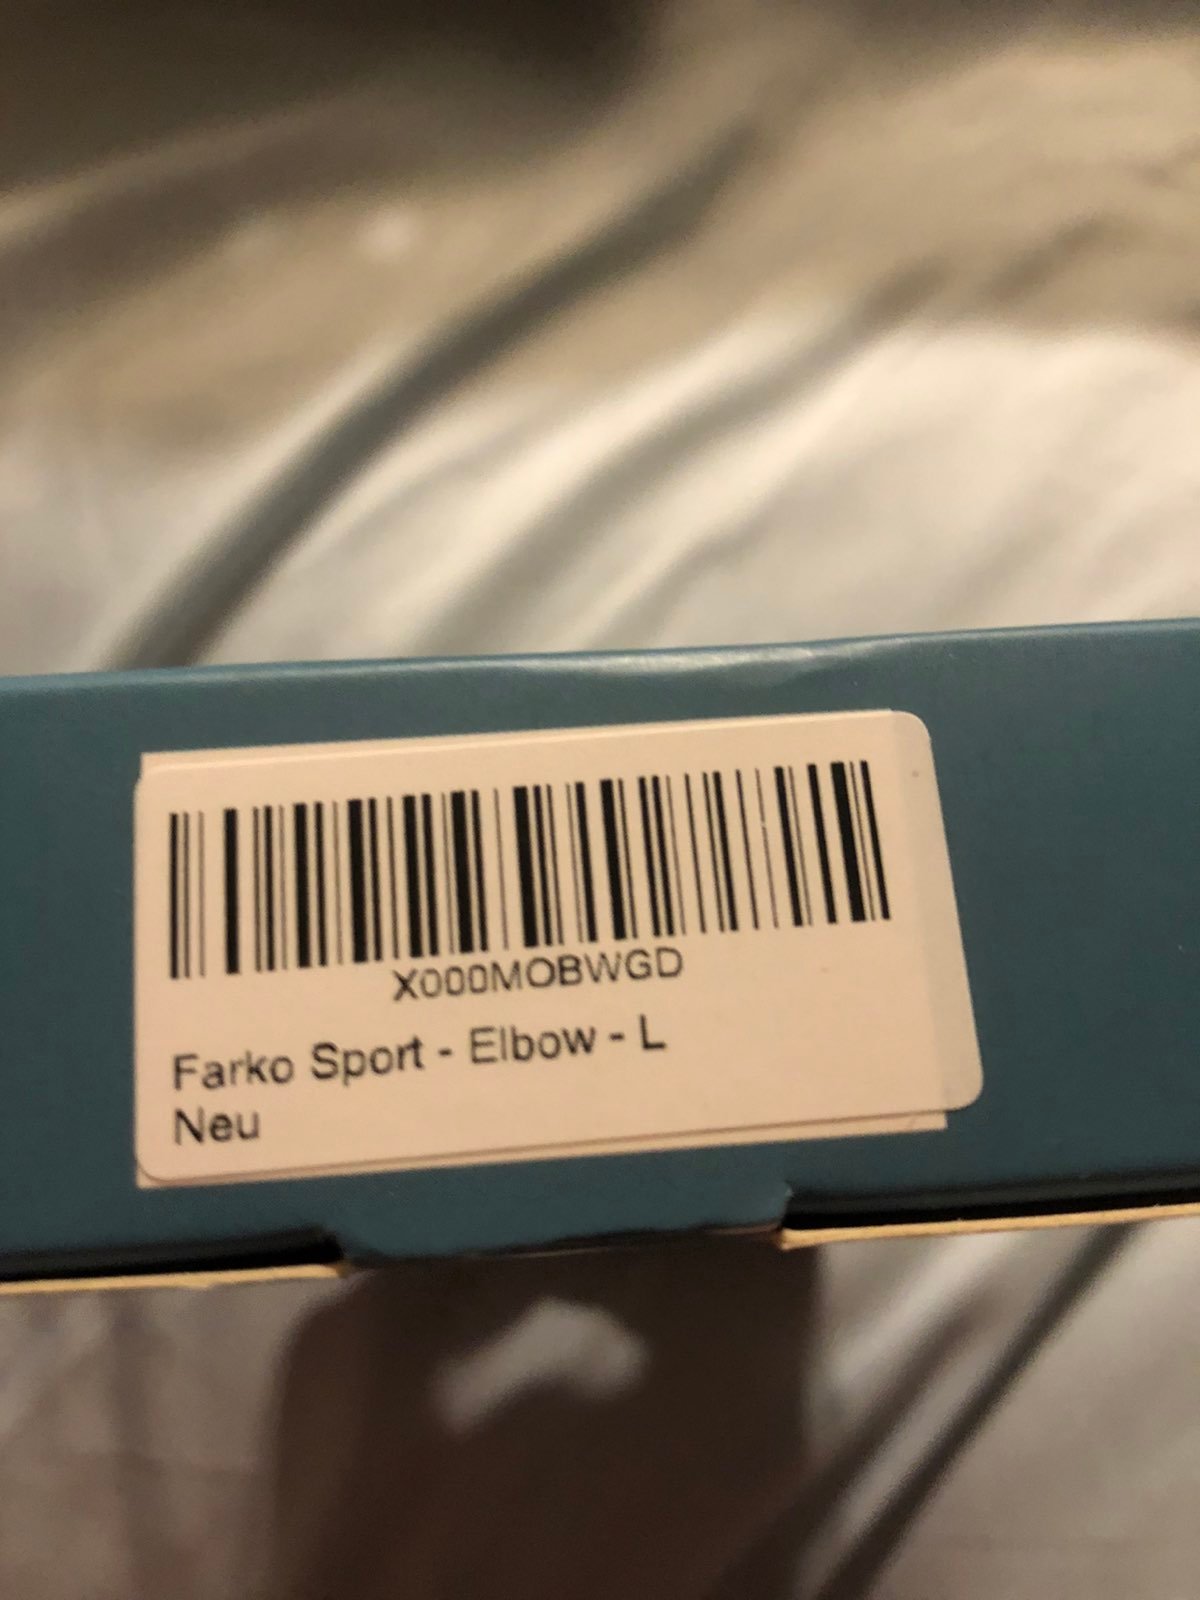 X000MOBWGD
Farko Sport - Elbow - L
Neu